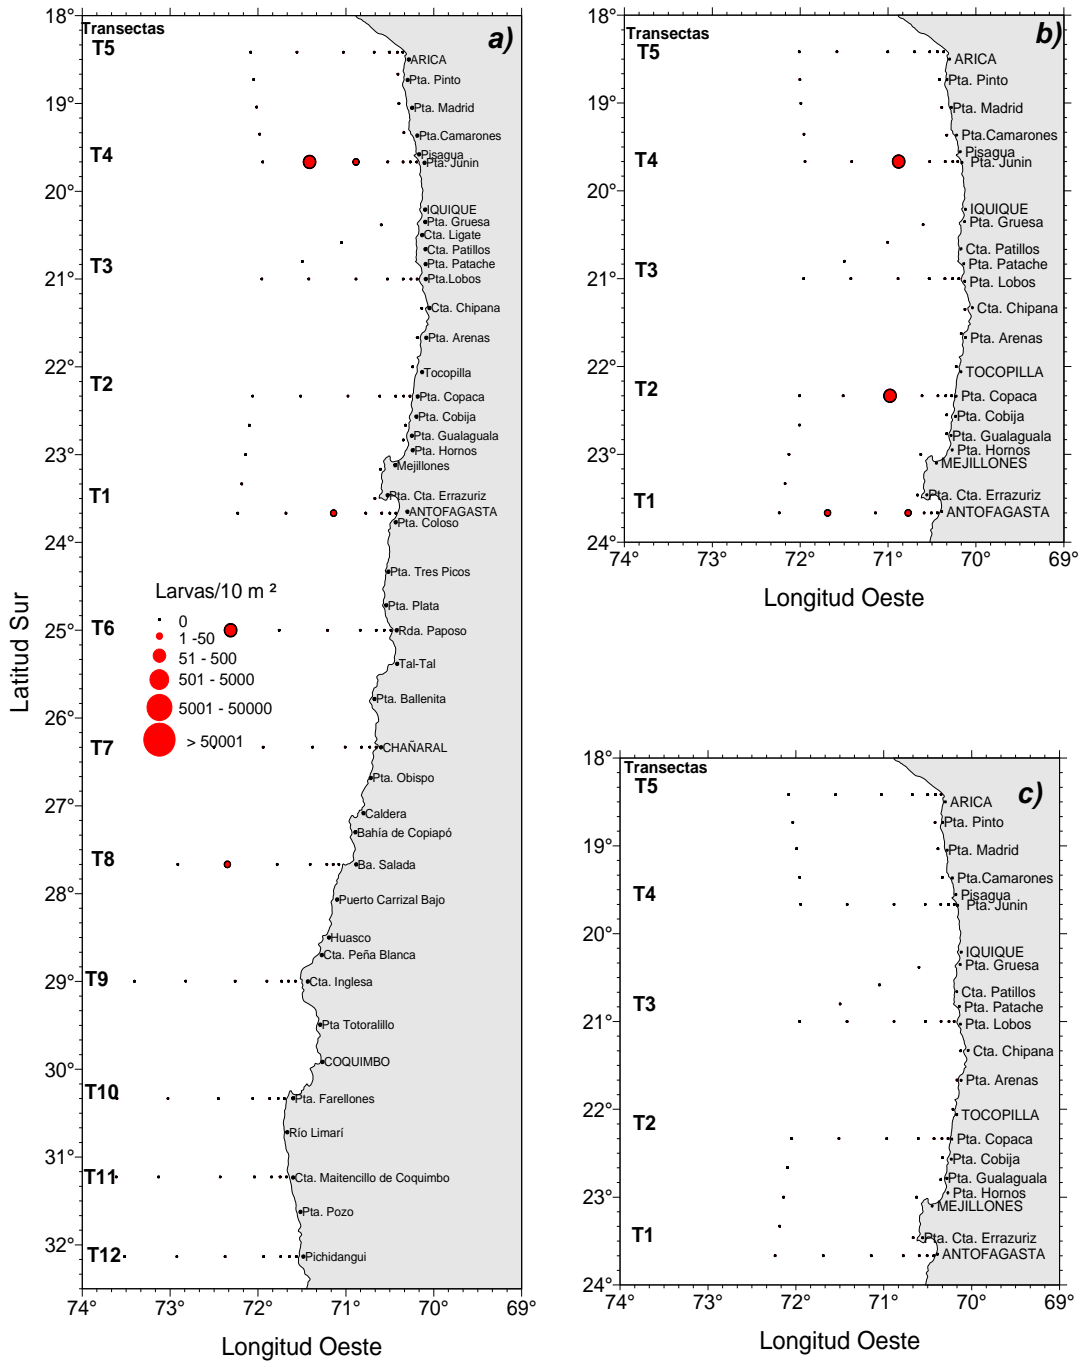 18°
Transectas
a)
T5
ARICA
Pta. Pinto
19°
Pta. Madrid
Pta.Camarones
T4
Pisagua
Pta. Junin
20°
IQUIQUE
Pta. Gruesa
Cta. Ligate
Cta. Patillos
T3
Pta. Patache
21°
Pta.Lobos
Cta. Chipana
Pta. Arenas
22°
Tocopilla
T2
Pta. Copaca
Pta. Cobija
Pta. Gualaguala
23°
Pta. Hornos
Mejillones
T1
Pta. Cta. Errazuriz
ANTOFAGASTA
Pta. Coloso
24°
Pta. Tres Picos
Larvas/10 m ²
0
1 -50
51 - 500
501 - 5000
5001 - 50000
> 50001
Pta. Plata
Latitud Sur
T6
25°
Rda. Paposo
Tal-Tal
Pta. Ballenita
26°
T7
CHAÑARAL
Pta. Obispo
27°
Caldera
Bahía de Copiapó
T8
Ba. Salada
28°
Puerto Carrizal Bajo
Huasco
Cta. Peña Blanca
T9
29°
Cta. Inglesa
Pta Totoralillo
30°
COQUIMBO
T10
Pta. Farellones
Río Limarí
31°
T11
Cta. Maitencillo de Coquimbo
Pta. Pozo
32°
T12
Pichidangui
74° 73° 72° 71° 70° 69°
Longitud Oeste
18°
Transectas
b)
T5
ARICA
Pta. Pinto
19°
Pta. Madrid
Pta.Camarones
T4
Pisagua
Pta. Junin
20°
IQUIQUE
Pta. Gruesa
Cta. Patillos
T3
Pta. Patache
21°
Pta. Lobos
Cta. Chipana
Pta. Arenas
22°
TOCOPILLA
T2
Pta. Copaca
Pta. Cobija
Pta. Gualaguala
23°
Pta. Hornos
MEJILLONES
T1
Pta. Cta. Errazuriz
ANTOFAGASTA
24°
74° 73° 72° 71° 70° 69°
Longitud Oeste
18°
Transectas
c)
T5
ARICA
Pta. Pinto
19°
Pta. Madrid
Pta.Camarones
T4
Pisagua
Pta. Junin
20°
IQUIQUE
Pta. Gruesa
Cta. Patillos
T3
Pta. Patache
21°
Pta. Lobos
Cta. Chipana
Pta. Arenas
22°
TOCOPILLA
T2
Pta. Copaca
Pta. Cobija
Pta. Gualaguala
23°
Pta. Hornos
MEJILLONES
T1
Pta. Cta. Errazuriz
ANTOFAGASTA
24°
74° 73° 72° 71° 70° 69°
Longitud Oeste